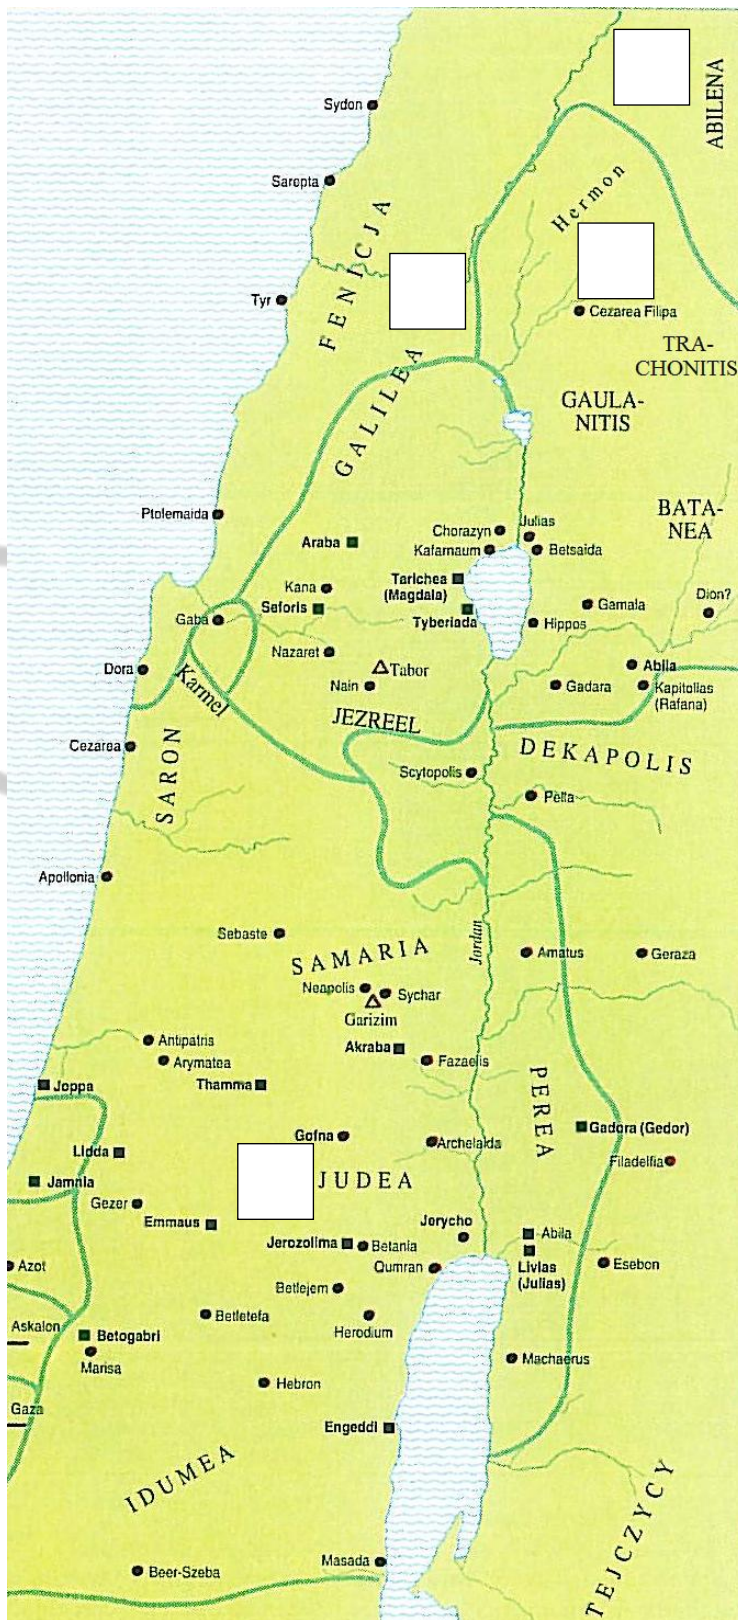 ABILENA
Sydon
Hermon
Sarepta
FENICJA
Tyr
Cezarea Filipa
TRA-
CHONITIS
GALILEA
GAULA-
NITIS
Ptolemaida
BATA-
NEA
Chorazyn
Julias
Araba
Kafarnaum
Betsaida
Kana
Tarichea
(Magdala)
Dion?
Seforis
Tyberiada
Gamala
Gaba
Hippos
Nazaret
Dora
Tabor
Abila
Karmel
Nain
Gadara
Kapitolias
(Rafana)
JEZREEL
Cezarea
SARON
DEKAPOLIS
Scytopolis
Pella
Apollonia
Sebaste
Jordan
SAMARIA
Amatus
Geraza
Neapolis
Sychar
Garizim
Antipatris
Akraba
Arymatea
Fazaelis
Joppa
Thamna
PEREA
Gofna
Archelaida
Gadora (Gedor)
Lidda
Filadelfia
Jamnia
JUDEA
Gezer
Emmaus
Jerycho
Abila
Jerozolima
Betania
Azot
Qumran
Livias
(Julias)
Esebon
Betlejem
Askalon
Betletefa
Herodium
Betogabri
Marisa
Machaerus
Hebron
Gaza
Engeddi
IDUMEA
Masada
Beer-Szeba
TEJCZYCY